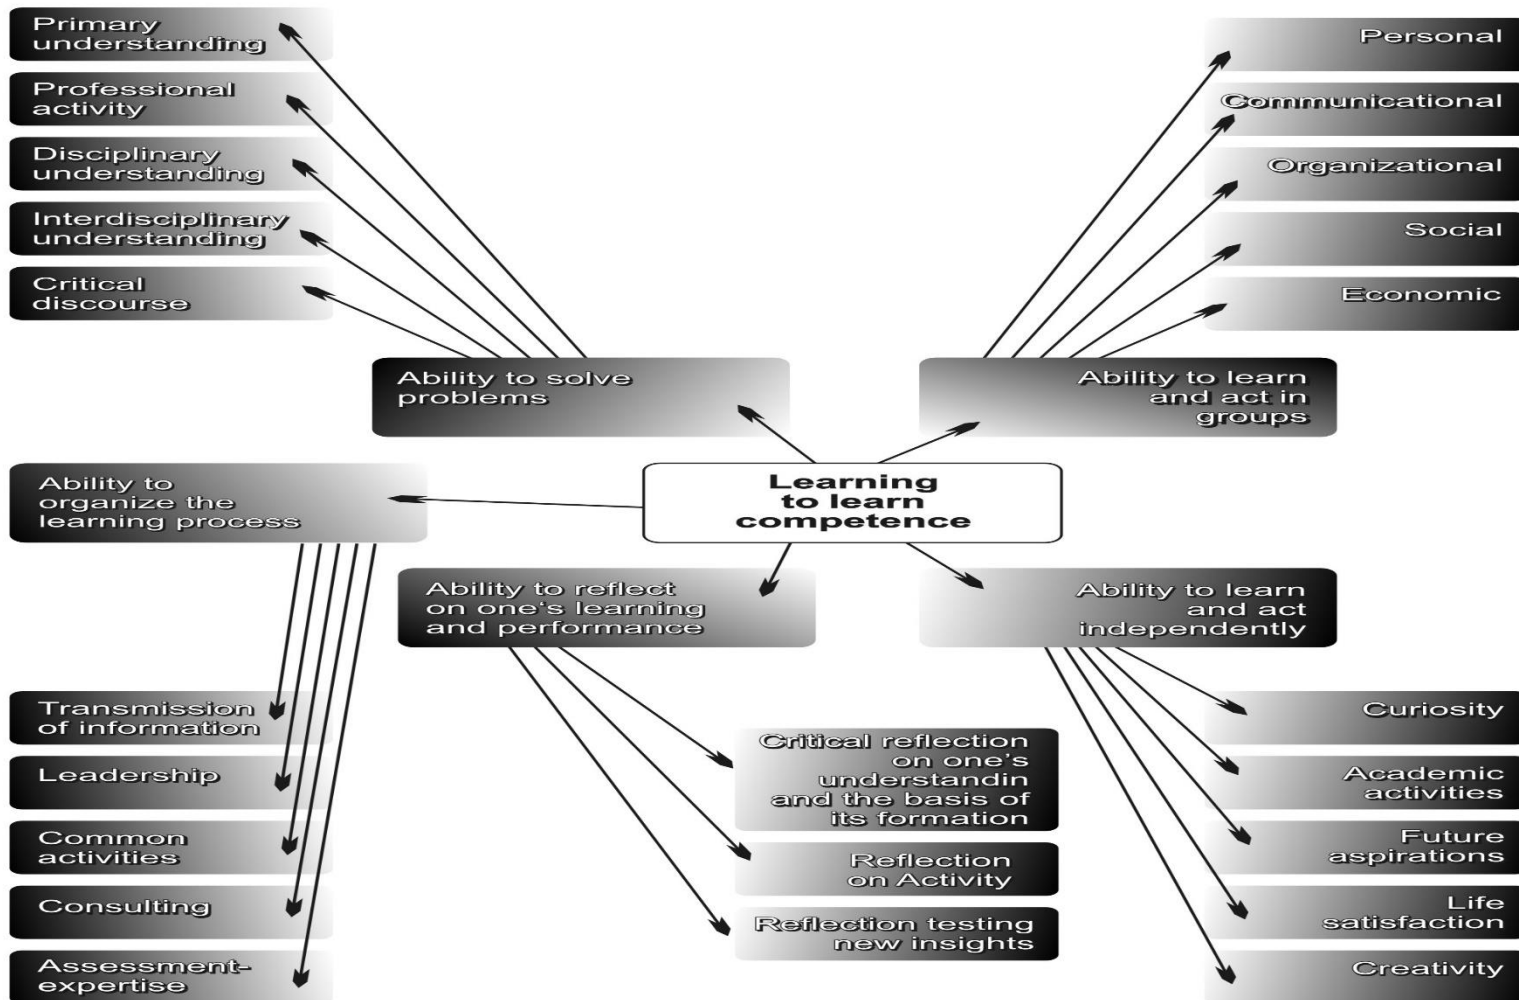 Primary
understanding
Professional
activity
Disciplinary
understanding
Interdisciplinary
understanding
Critical
discourse
Personal
Communicational
Organizational
Social
Economic
Ability to solve
problems
Ability to learn
and act in
groups
Ability to
organize the
learning process
Learning
to learn
competence
Ability to reflect
on one's learning
and performance
Ability to learn
and act
independently
Transmission
of information
Leadership
Common
activities
Consulting
Assessment-
expertise
Critical reflection
on one's
understandin
and the basis of
its formation
Reflection
on Activity
Reflection testing
new insights
Curiosity
Academic
activities
Future
aspirations
Life
satisfaction
Creativity